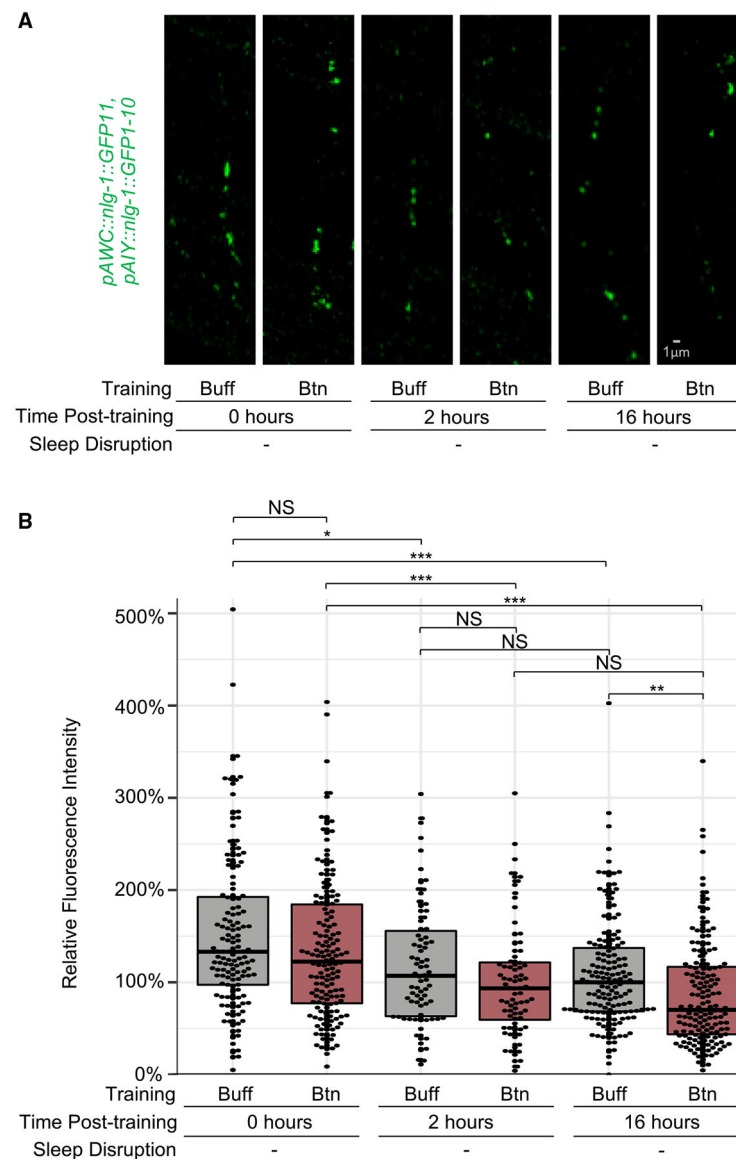 A
pAWC::nlg-1::GFP11,
pAIY::nlg-1::GFP1-10
1μm
Training Buff Btn Buff Btn Buff Btn
Time Post-training 0 hours 2 hours 16 hours
Sleep Disruption - - -
B
NS
*
***
***
***
NS
NS
NS
**
Relative Fluorescence Intensity
500%
400%
300%
200%
100%
0%
Training Buff Btn Buff Btn Buff Btn
Time Post-training 0 hours 2 hours 16 hours
Sleep Disruption - - -